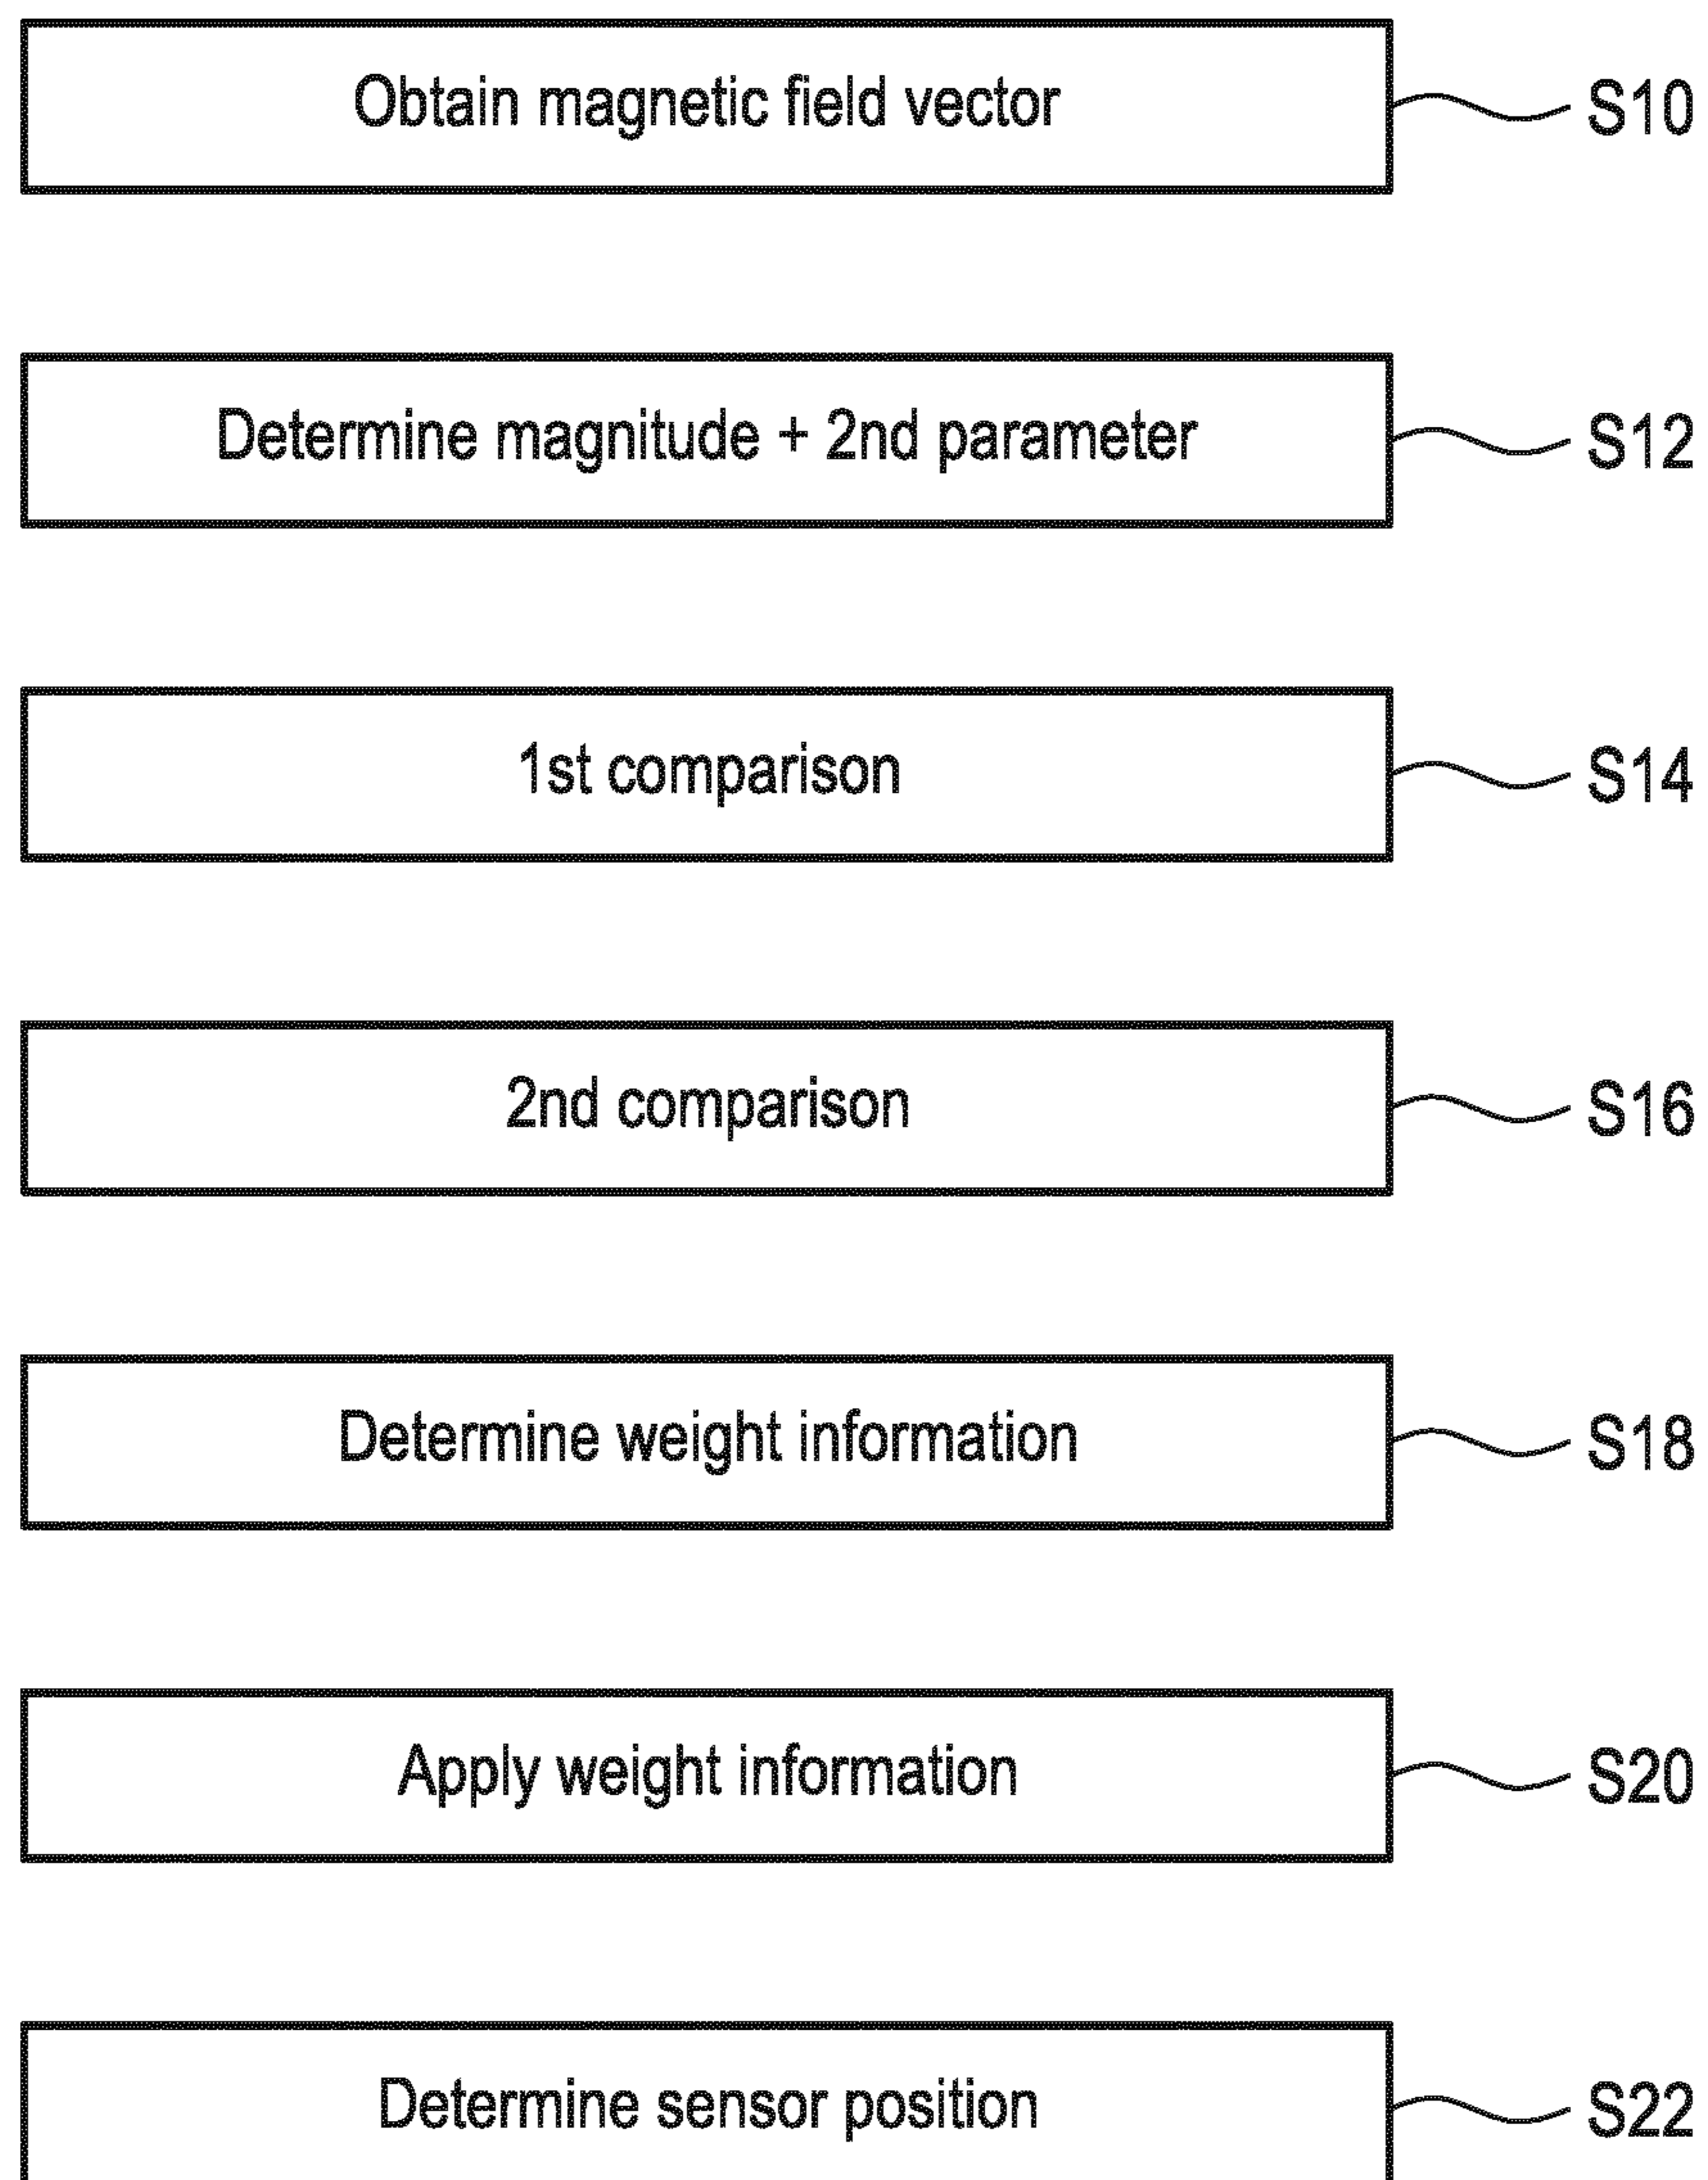 Obtain magnetic field vector S10
Determine magnitude + 2nd parameter S12
1st comparison S14
2nd comparison S16
Determine weight information S18
Apply weight information S20
Determine sensor position S22